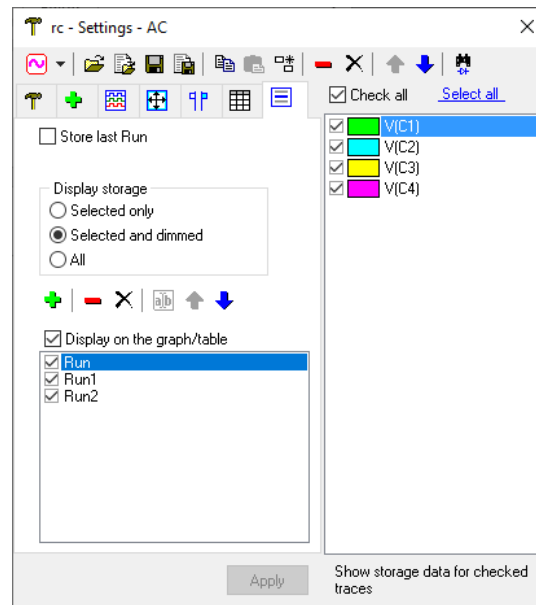 rc - Settings - AC
Check all
Select all
Store last Run
Display storage
Selected only
Selected and dimmed
All
Display on the graph/table
Run
Run1
Run2
V(C1)
V(C2)
V(C3)
V(C4)
Apply
Show storage data for checked
traces